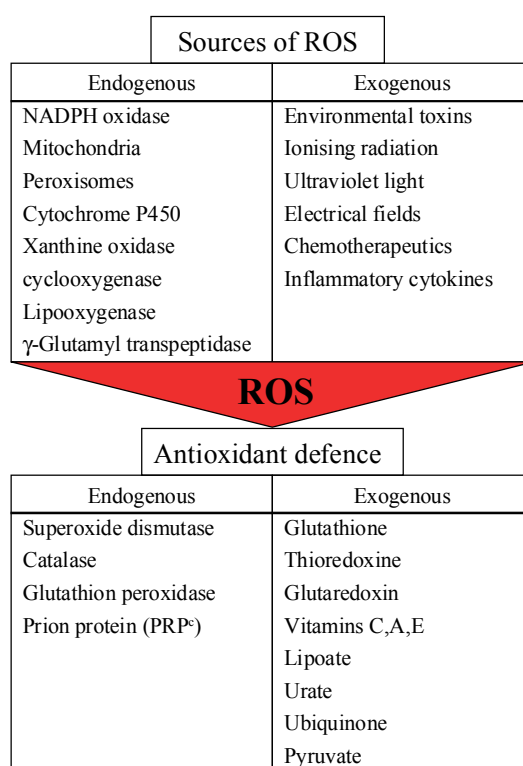 Sources of ROS
Endogenous
NADPH oxidase
Mitochondria
Peroxisomes
Cytochrome P450
Xanthine oxidase
cyclooxygenase
Lipooxygenase
γ-Glutamyl transpeptidase
Exogenous
Environmental toxins
Ionising radiation
Ultraviolet light
Electrical fields
Chemotherapeutics
Inflammatory cytokines
ROS
Antioxidant defence
Endogenous
Superoxide dismutase
Catalase
Glutathion peroxidase
Prion protein (PRPᶜ)
Exogenous
Glutathione
Thioredoxine
Glutaredoxin
Vitamins C,A,E
Lipoate
Urate
Ubiquinone
Pyruvate